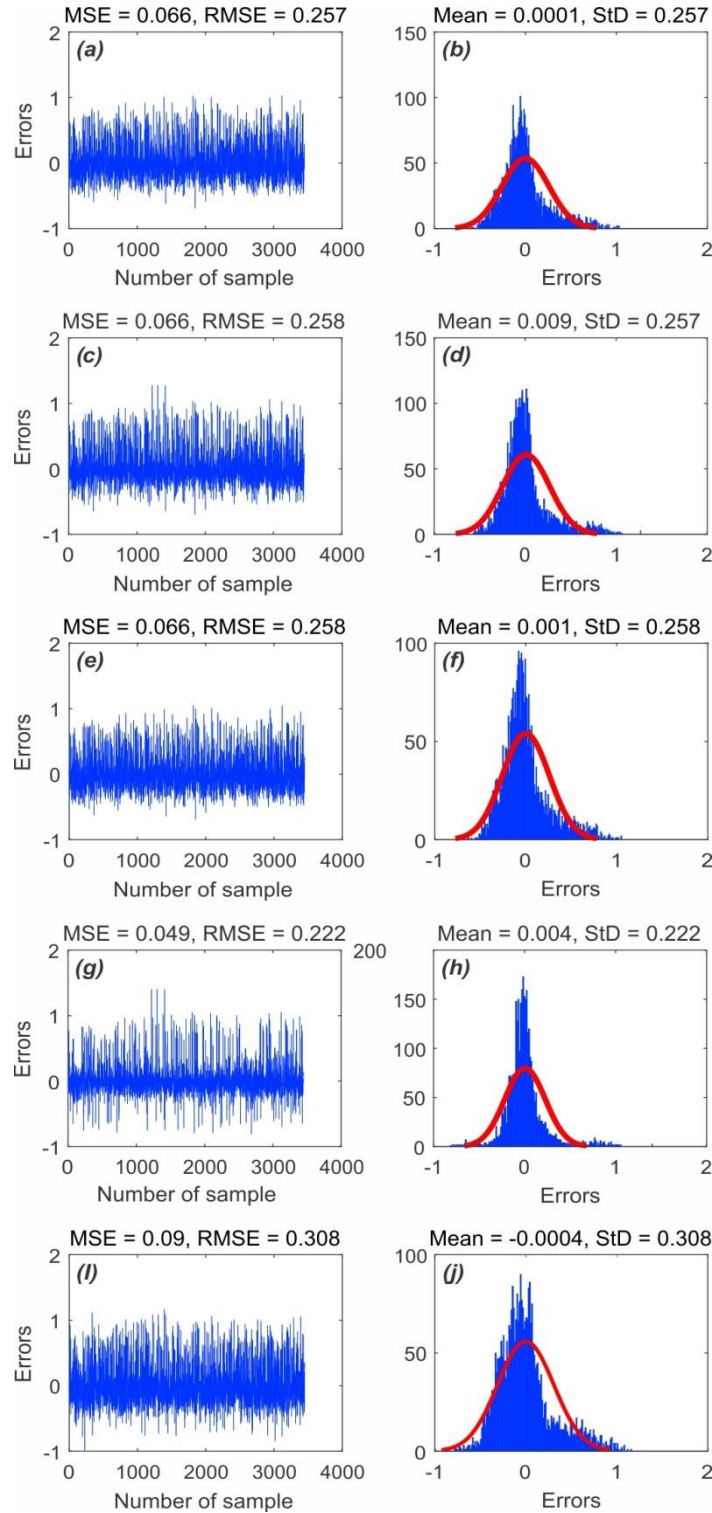 MSE = 0.066, RMSE = 0.257
Mean = 0.0001, StD = 0.257
2
(a)
1
Errors
0
-1
0 1000 2000 3000 4000
Number of sample
150
(b)
100
50
0
-1 0 1 2
Errors
MSE = 0.066, RMSE = 0.258
Mean = 0.009, StD = 0.257
2
(c)
1
Errors
0
-1
0 1000 2000 3000 4000
Number of sample
150
(d)
100
50
0
-1 0 1 2
Errors
MSE = 0.066, RMSE = 0.258
Mean = 0.001, StD = 0.258
2
(e)
1
Errors
0
-1
0 1000 2000 3000 4000
Number of sample
100
(f)
50
0
-1 0 1 2
Errors
MSE = 0.049, RMSE = 0.222
Mean = 0.004, StD = 0.222
2
(g)
1
Errors
0
-1
0 1000 2000 3000 4000
Number of sample
200
(h)
150
100
50
0
-1 0 1 2
Errors
MSE = 0.09, RMSE = 0.308
Mean = -0.0004, StD = 0.308
2
(I)
1
Errors
0
-1
0 1000 2000 3000 4000
Number of sample
100
(j)
50
0
-1 0 1 2
Errors